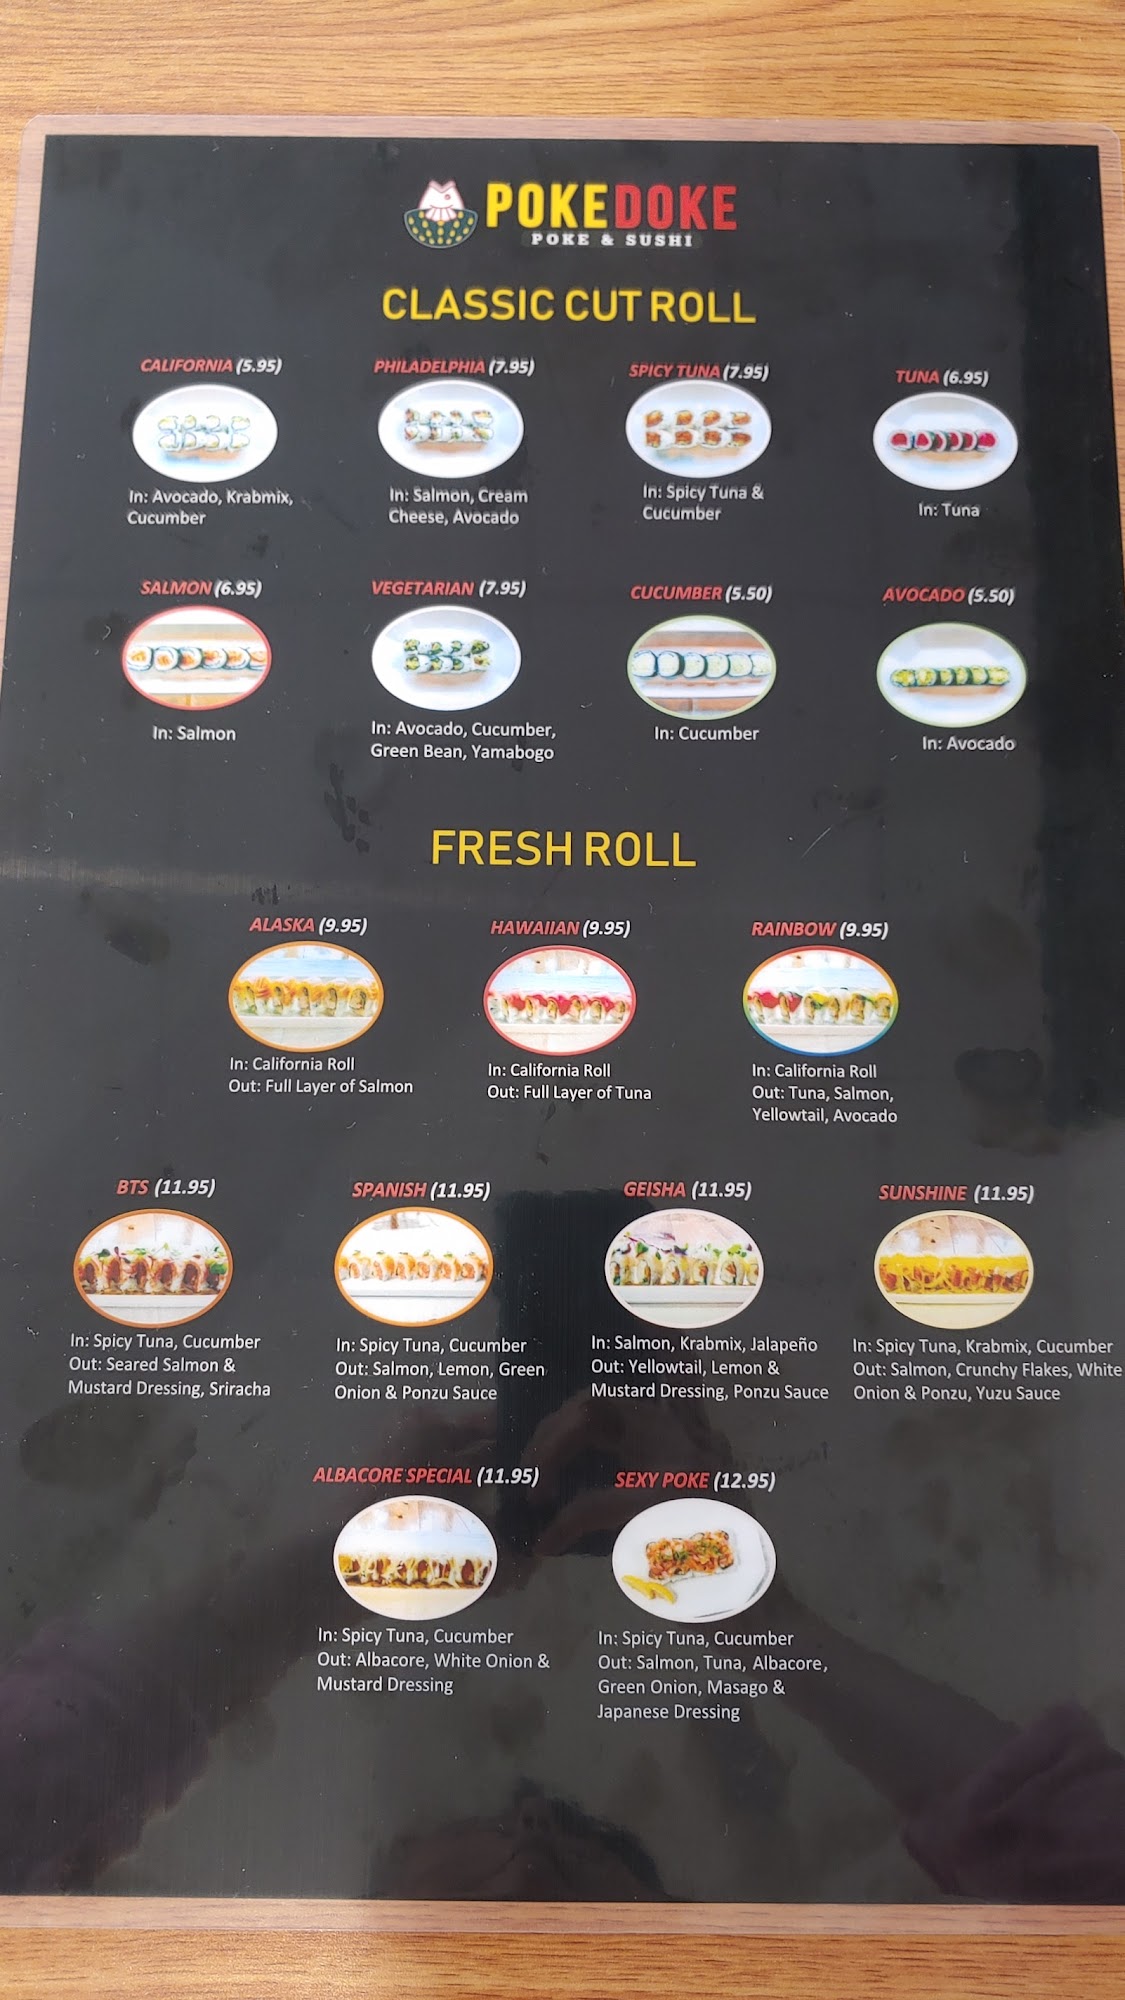 POKEDOKE
POKE & SUSHI
CLASSIC CUT ROLL
CALIFORNIA (5.95)
In: Avocado, Krabmix,
Cucumber
PHILADELPHIA (7.95)
In: Salmon, Cream
Cheese, Avocado
SPICY TUNA (7.95)
In: Spicy Tuna &
Cucumber
TUNA (6.95)
In: Tuna
SALMON (6.95)
In: Salmon
VEGETARIAN (7.95)
In: Avocado, Cucumber,
Green Bean, Yamabogo
CUCUMBER (5.50)
In: Cucumber
AVOCADO (5.50)
In: Avocado
FRESH ROLL
ALASKA (9.95)
In: California Roll
Out: Full Layer of Salmon
HAWAIIAN (9.95)
In: California Roll
Out: Full Layer of Tuna
RAINBOW (9.95)
In: California Roll
Out: Tuna, Salmon,
Yellowtail, Avocado
BTS (11.95)
In: Spicy Tuna, Cucumber
Out: Seared Salmon &
Mustard Dressing, Sriracha
SPANISH (11.95)
In: Spicy Tuna, Cucumber
Out: Salmon, Lemon, Green
Onion & Ponzu Sauce
GEISHA (11.95)
In: Salmon, Krabmix, Jalapeño
Out: Yellowtail, Lemon &
Mustard Dressing, Ponzu Sauce
SUNSHINE (11.95)
In: Spicy Tuna, Krabmix, Cucumber
Out: Salmon, Crunchy Flakes, White
Onion & Ponzu, Yuzu Sauce
ALBACORE SPECIAL (11.95)
In: Spicy Tuna, Cucumber
Out: Albacore, White Onion &
Mustard Dressing
SEXY POKE (12.95)
In: Spicy Tuna, Cucumber
Out: Salmon, Tuna, Albacore,
Green Onion, Masago &
Japanese Dressing